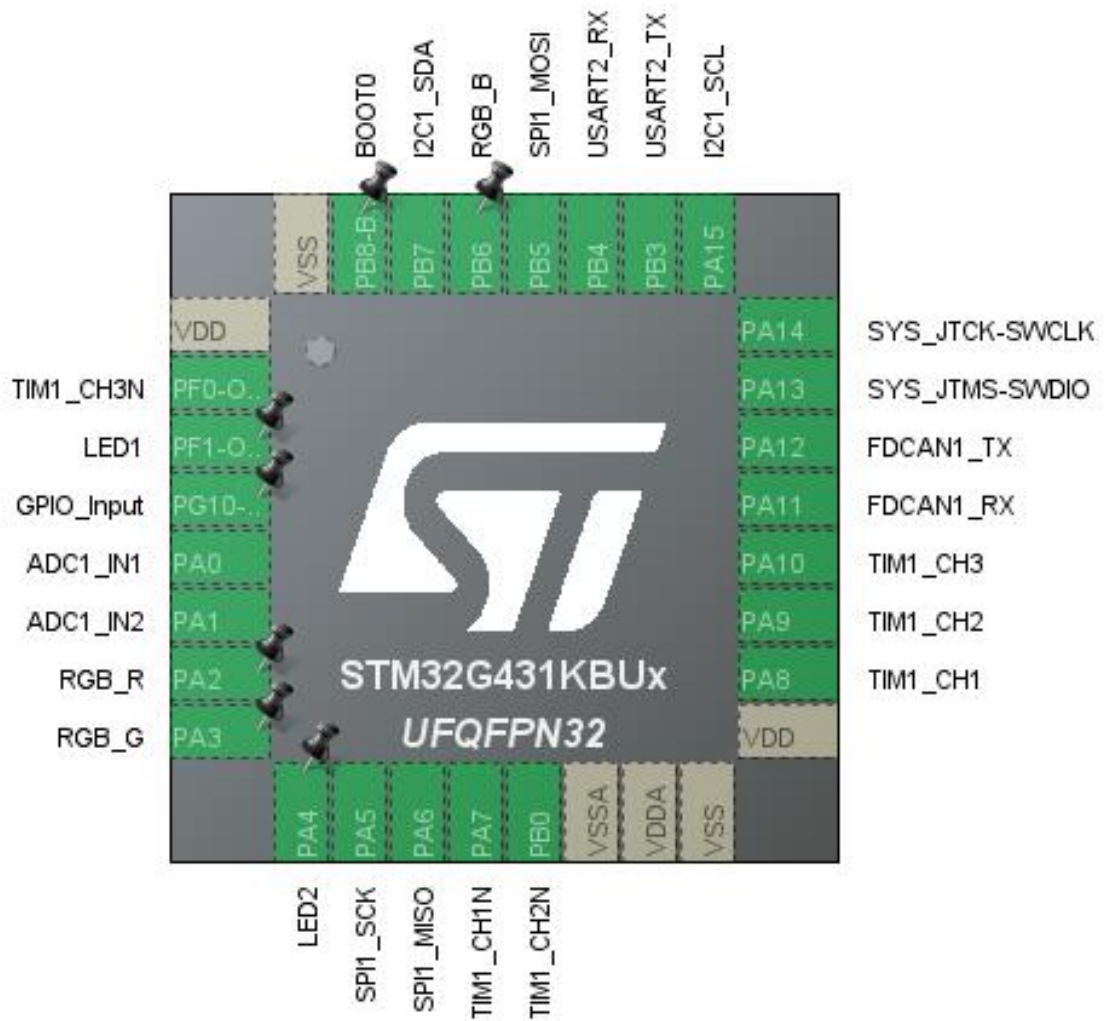 BOOT0
I2C1_SDA
RGB_B
SPI1_MOSI
USART2_RX
USART2_TX
I2C1_SCL
VSS
PB8-B..
PB7
PB6
PB5
PB4
PB3
PA15
VDD
TIM1_CH3N PF0-O..
LED1 PF1-O..
GPIO_Input PG10-..
ADC1_IN1 PA0
ADC1_IN2 PA1
RGB_R PA2
RGB_G PA3
PA14 SYS_JTCK-SWCLK
PA13 SYS_JTMS-SWDIO
PA12 FDCAN1_TX
PA11 FDCAN1_RX
PA10 TIM1_CH3
PA9 TIM1_CH2
PA8 TIM1_CH1
VDD
ST
STM32G431KBUx
UFQFPN32
PA4
PA5
PA6
PA7
PB0
VSSA
VDDA
VSS
LED2
SPI1_SCK
SPI1_MISO
TIM1_CH1N
TIM1_CH2N